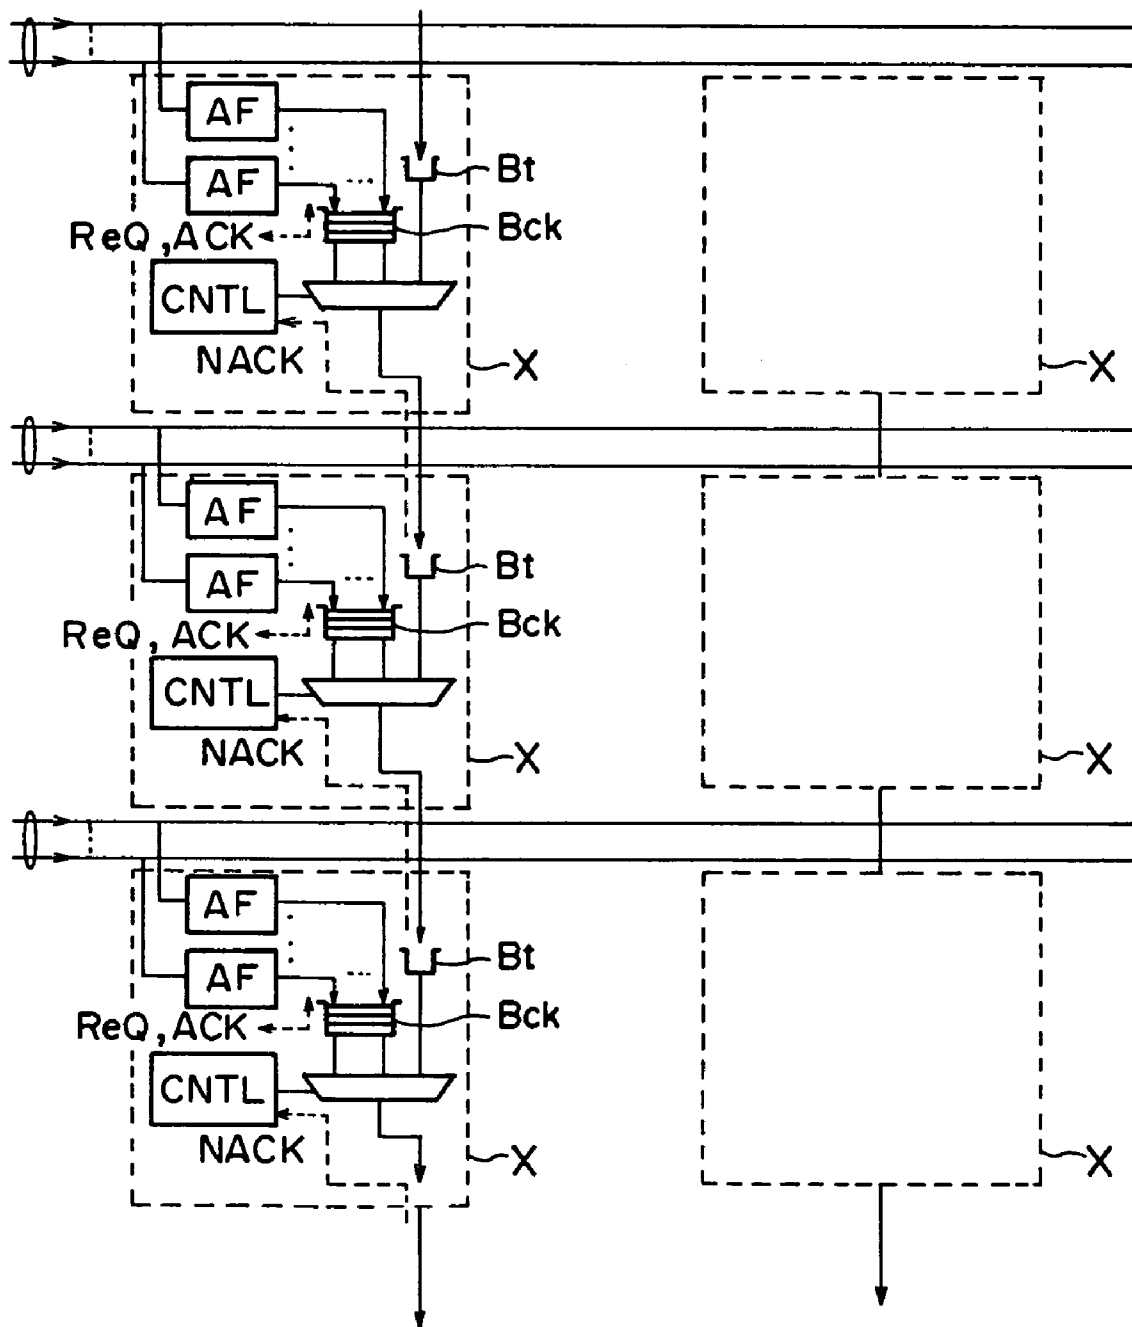 AF
AF
Bt
ReQ, ACK
Bck
CNTL
NACK
X
X
AF
AF
Bt
ReQ, ACK
Bck
CNTL
NACK
X
X
AF
AF
Bt
ReQ, ACK
Bck
CNTL
NACK
X
X